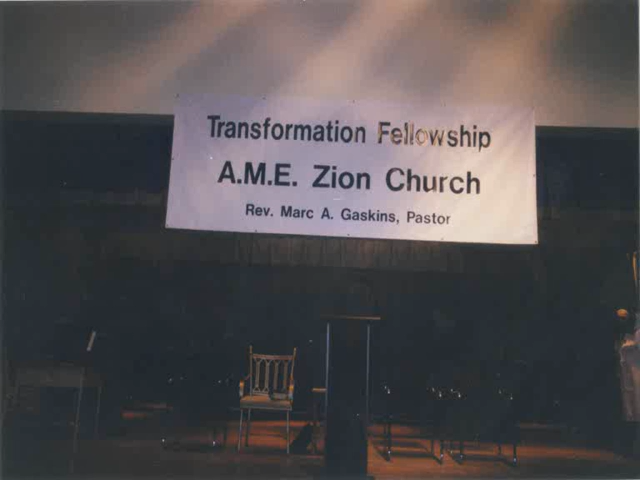 Transformation Fellowship
A.M.E. Zion Church
Rev. Marc A. Gaskins, Pastor